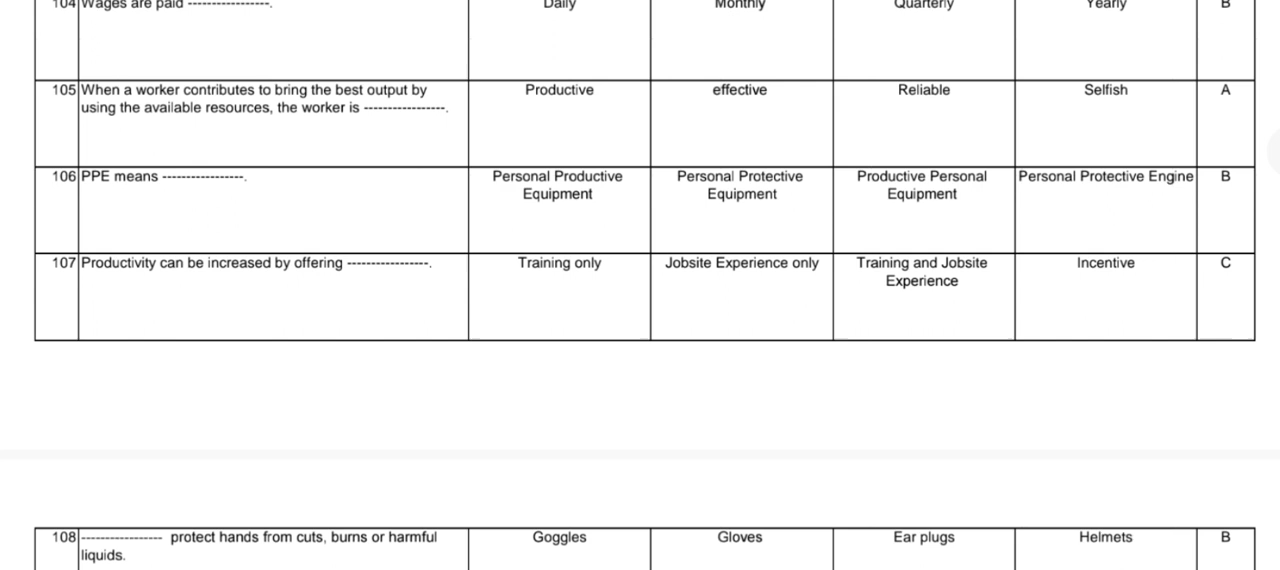 104 Wages are paid -----------------. Daily Monthly Quarterly Yearly B
105 When a worker contributes to bring the best output by Productive effective Reliable Selfish A
using the available resources, the worker is -----------------.
106 PPE means -----------------. Personal Productive Personal Protective Productive Personal Personal Protective Engine B
Equipment Equipment Equipment
107 Productivity can be increased by offering -----------------. Training only Jobsite Experience only Training and Jobsite Incentive C
Experience
108 ----------------- protect hands from cuts, burns or harmful Goggles Gloves Ear plugs Helmets B
liquids.